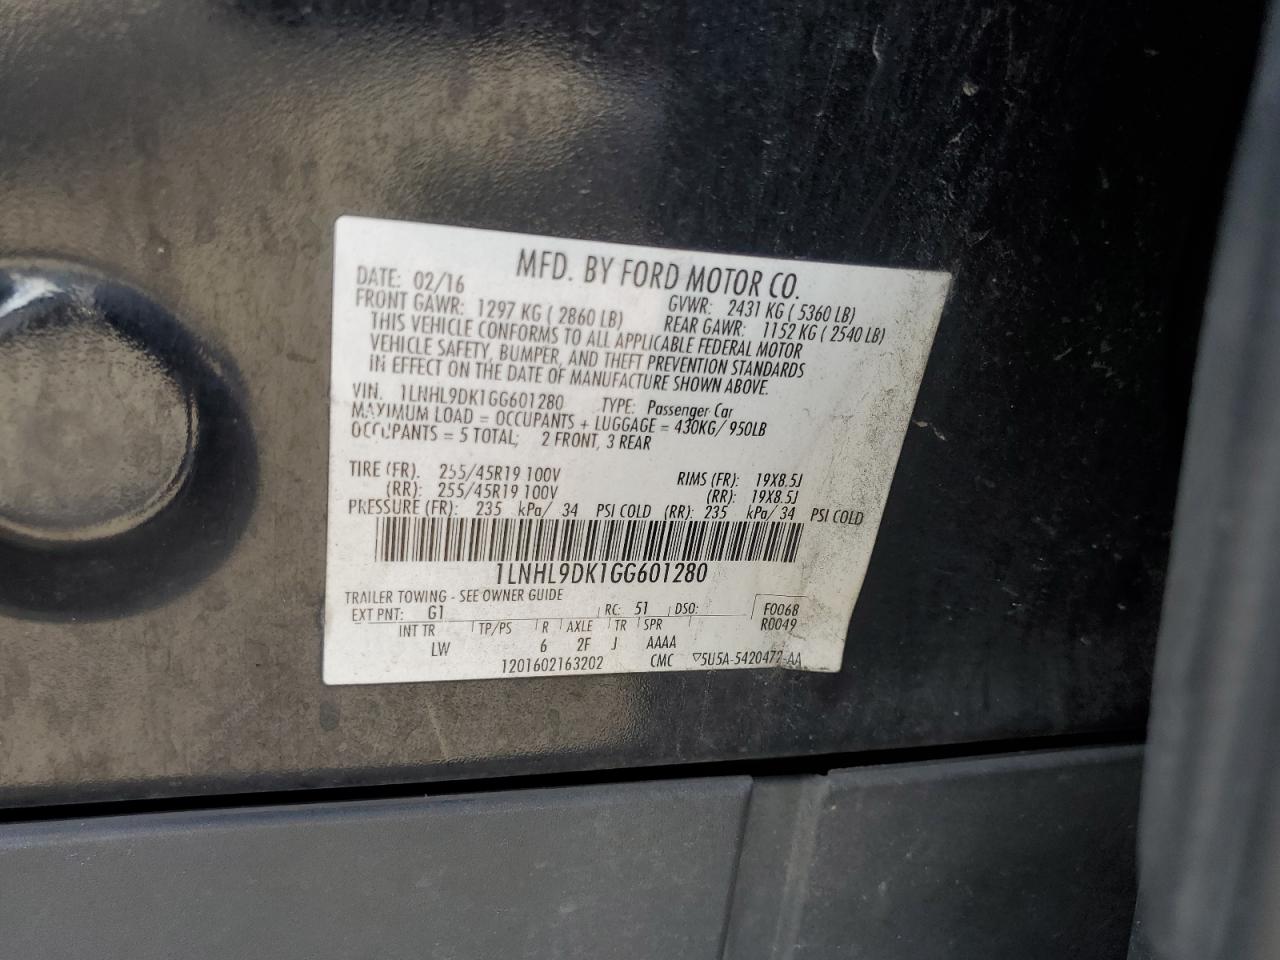 MFD. BY FORD MOTOR CO.
DATE: 02/16 GVWR: 2431 KG ( 5360 LB)
FRONT GAWR: 1297 KG ( 2860 LB) REAR GAWR: 1152 KG ( 2540 LB)
THIS VEHICLE CONFORMS TO ALL APPLICABLE FEDERAL MOTOR
VEHICLE SAFETY, BUMPER, AND THEFT PREVENTION STANDARDS
IN EFFECT ON THE DATE OF MANUFACTURE SHOWN ABOVE.
VIN: 1LNHL9DK1GG601280 TYPE: Passenger Car
MAXIMUM LOAD = OCCUPANTS + LUGGAGE = 430KG/ 950LB
OCCUPANTS = 5 TOTAL; 2 FRONT, 3 REAR
TIRE (FR): 255/45R19 100V RIMS (FR): 19X8.5J
(RR): 255/45R19 100V (RR): 19X8.5J
PRESSURE (FR): 235 kPa/ 34 PSI COLD (RR): 235 kPa/ 34 PSI COLD
1LNHL9DK1GG601280
TRAILER TOWING - SEE OWNER GUIDE
EXT PNT: G1 RC: 51 DSO: F0068
R0049
INT TR TP/PS R AXLE TR SPR
LW 6 2F J AAAA
1201602163202 CMC ▽5U5A-5420472-AA